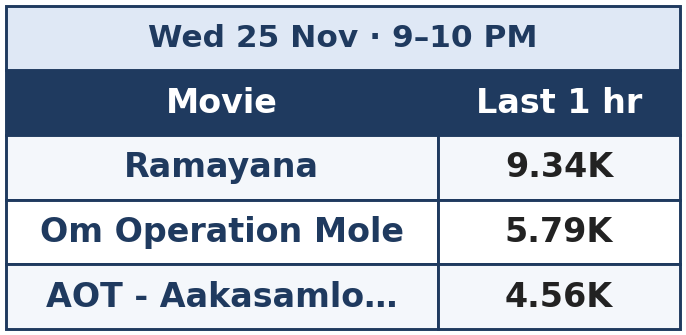 Wed 25 Nov · 9–10 PM
Movie Last 1 hr
Ramayana 9.34K
Om Operation Mole 5.79K
AOT - Aakasamlo... 4.56K